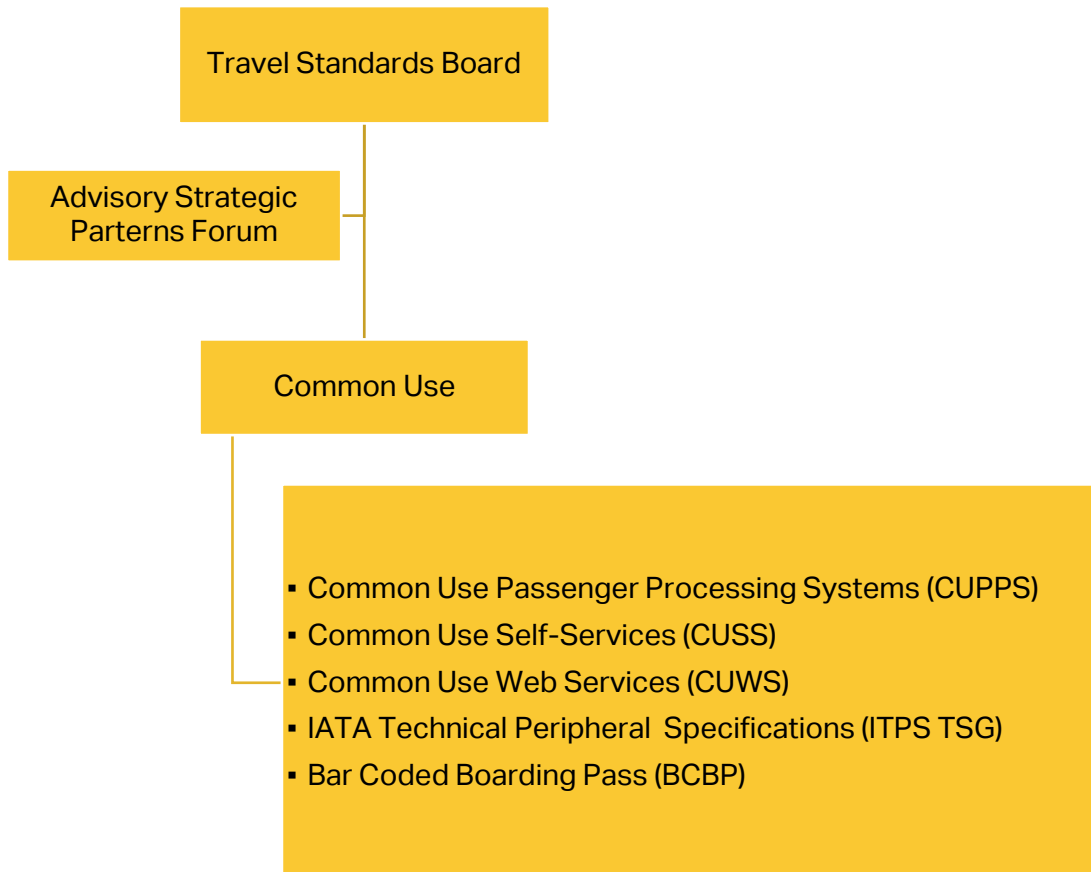 Travel Standards Board
Advisory Strategic
Parterns Forum
Common Use
▪ Common Use Passenger Processing Systems (CUPPS)
▪ Common Use Self-Services (CUSS)
▪ Common Use Web Services (CUWS)
▪ IATA Technical Peripheral  Specifications (ITPS TSG)
▪ Bar Coded Boarding Pass (BCBP)